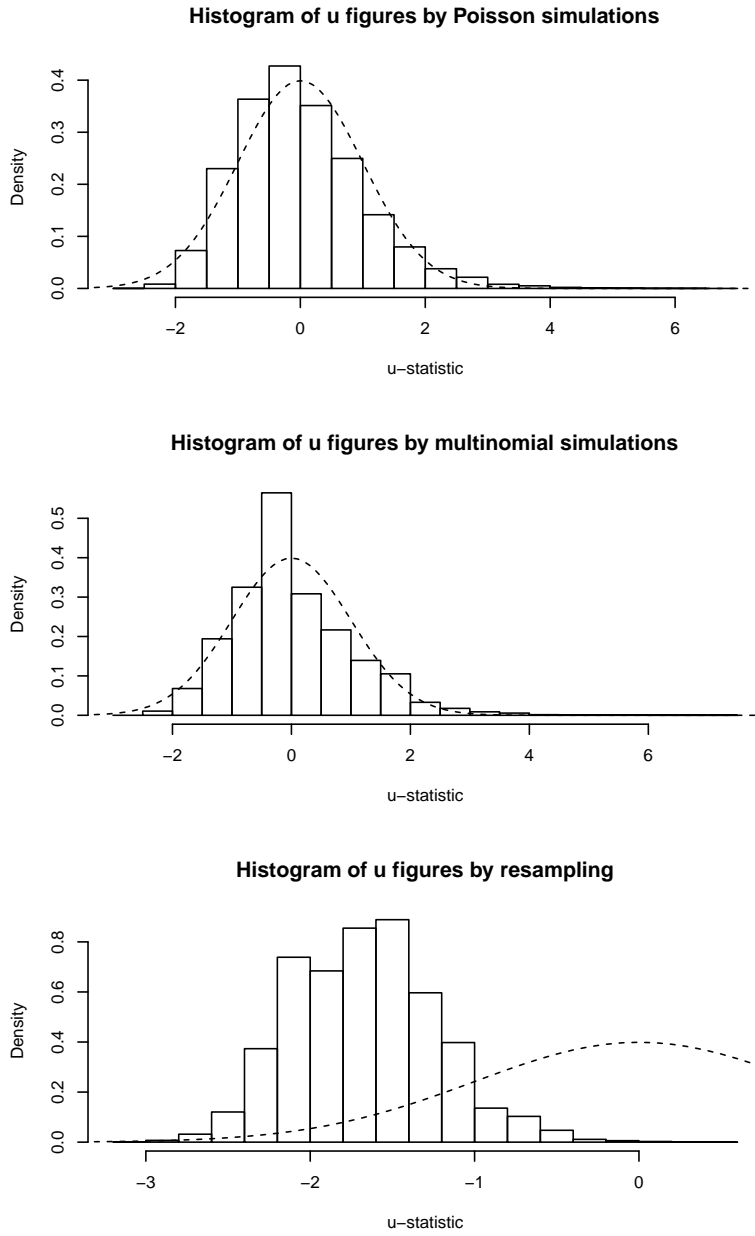 Histogram of u figures by Poisson simulations
Density
0.0 0.1 0.2 0.3 0.4
−2 0 2 4 6
u−statistic
Histogram of u figures by multinomial simulations
Density
0.0 0.1 0.2 0.3 0.4 0.5
−2 0 2 4 6
u−statistic
Histogram of u figures by resampling
Density
0.0 0.2 0.4 0.6 0.8
−3 −2 −1 0
u−statistic